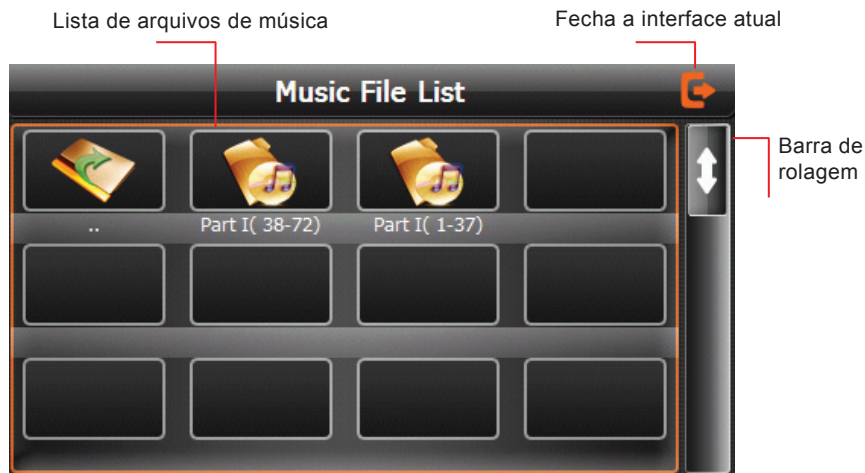 Lista de arquivos de música
Fecha a interface atual
Music File List
Barra de
rolagem
..
Part I( 38-72)
Part I( 1-37)